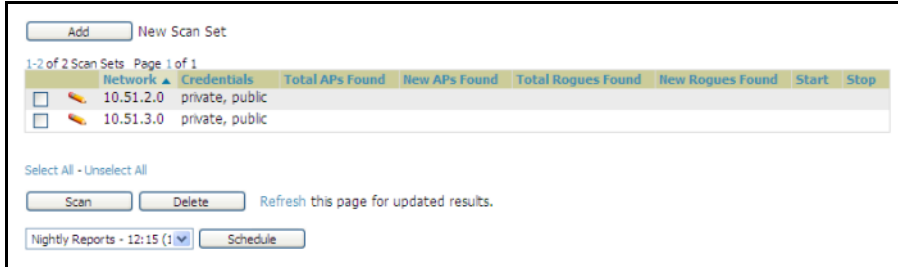 Add New Scan Set
1-2 of 2 Scan Sets Page 1 of 1
Network ▲ Credentials Total APs Found New APs Found Total Rogues Found New Rogues Found Start Stop
10.51.2.0 private, public
10.51.3.0 private, public
Select All - Unselect All
Scan Delete Refresh this page for updated results.
Nightly Reports - 12:15 (1 Schedule